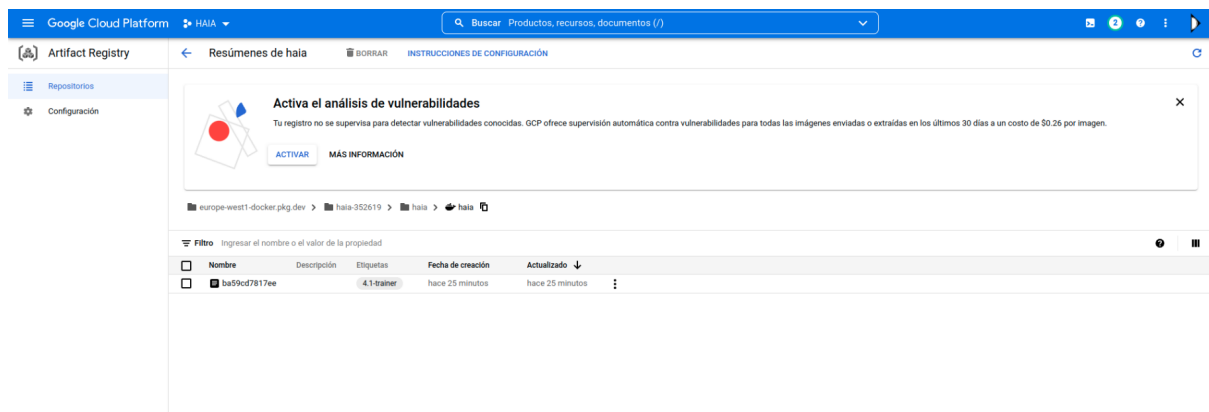 Google Cloud Platform HAIA Buscar Productos, recursos, documentos (/) 2
Artifact Registry Resúmenes de haia BORRAR INSTRUCCIONES DE CONFIGURACIÓN
Repositorios
Configuración
Activa el análisis de vulnerabilidades
Tu registro no se supervisa para detectar vulnerabilidades conocidas. GCP ofrece supervisión automática contra vulnerabilidades para todas las imágenes enviadas o extraídas en los últimos 30 días a un costo de $0.26 por imagen.
ACTIVAR MÁS INFORMACIÓN
europe-west1-docker.pkg.dev > haia-352619 > haia > haia
Filtro Ingresar el nombre o el valor de la propiedad
Nombre Descripción Etiquetas Fecha de creación Actualizado
ba59cd7817ee 4.1-trainer hace 25 minutos hace 25 minutos